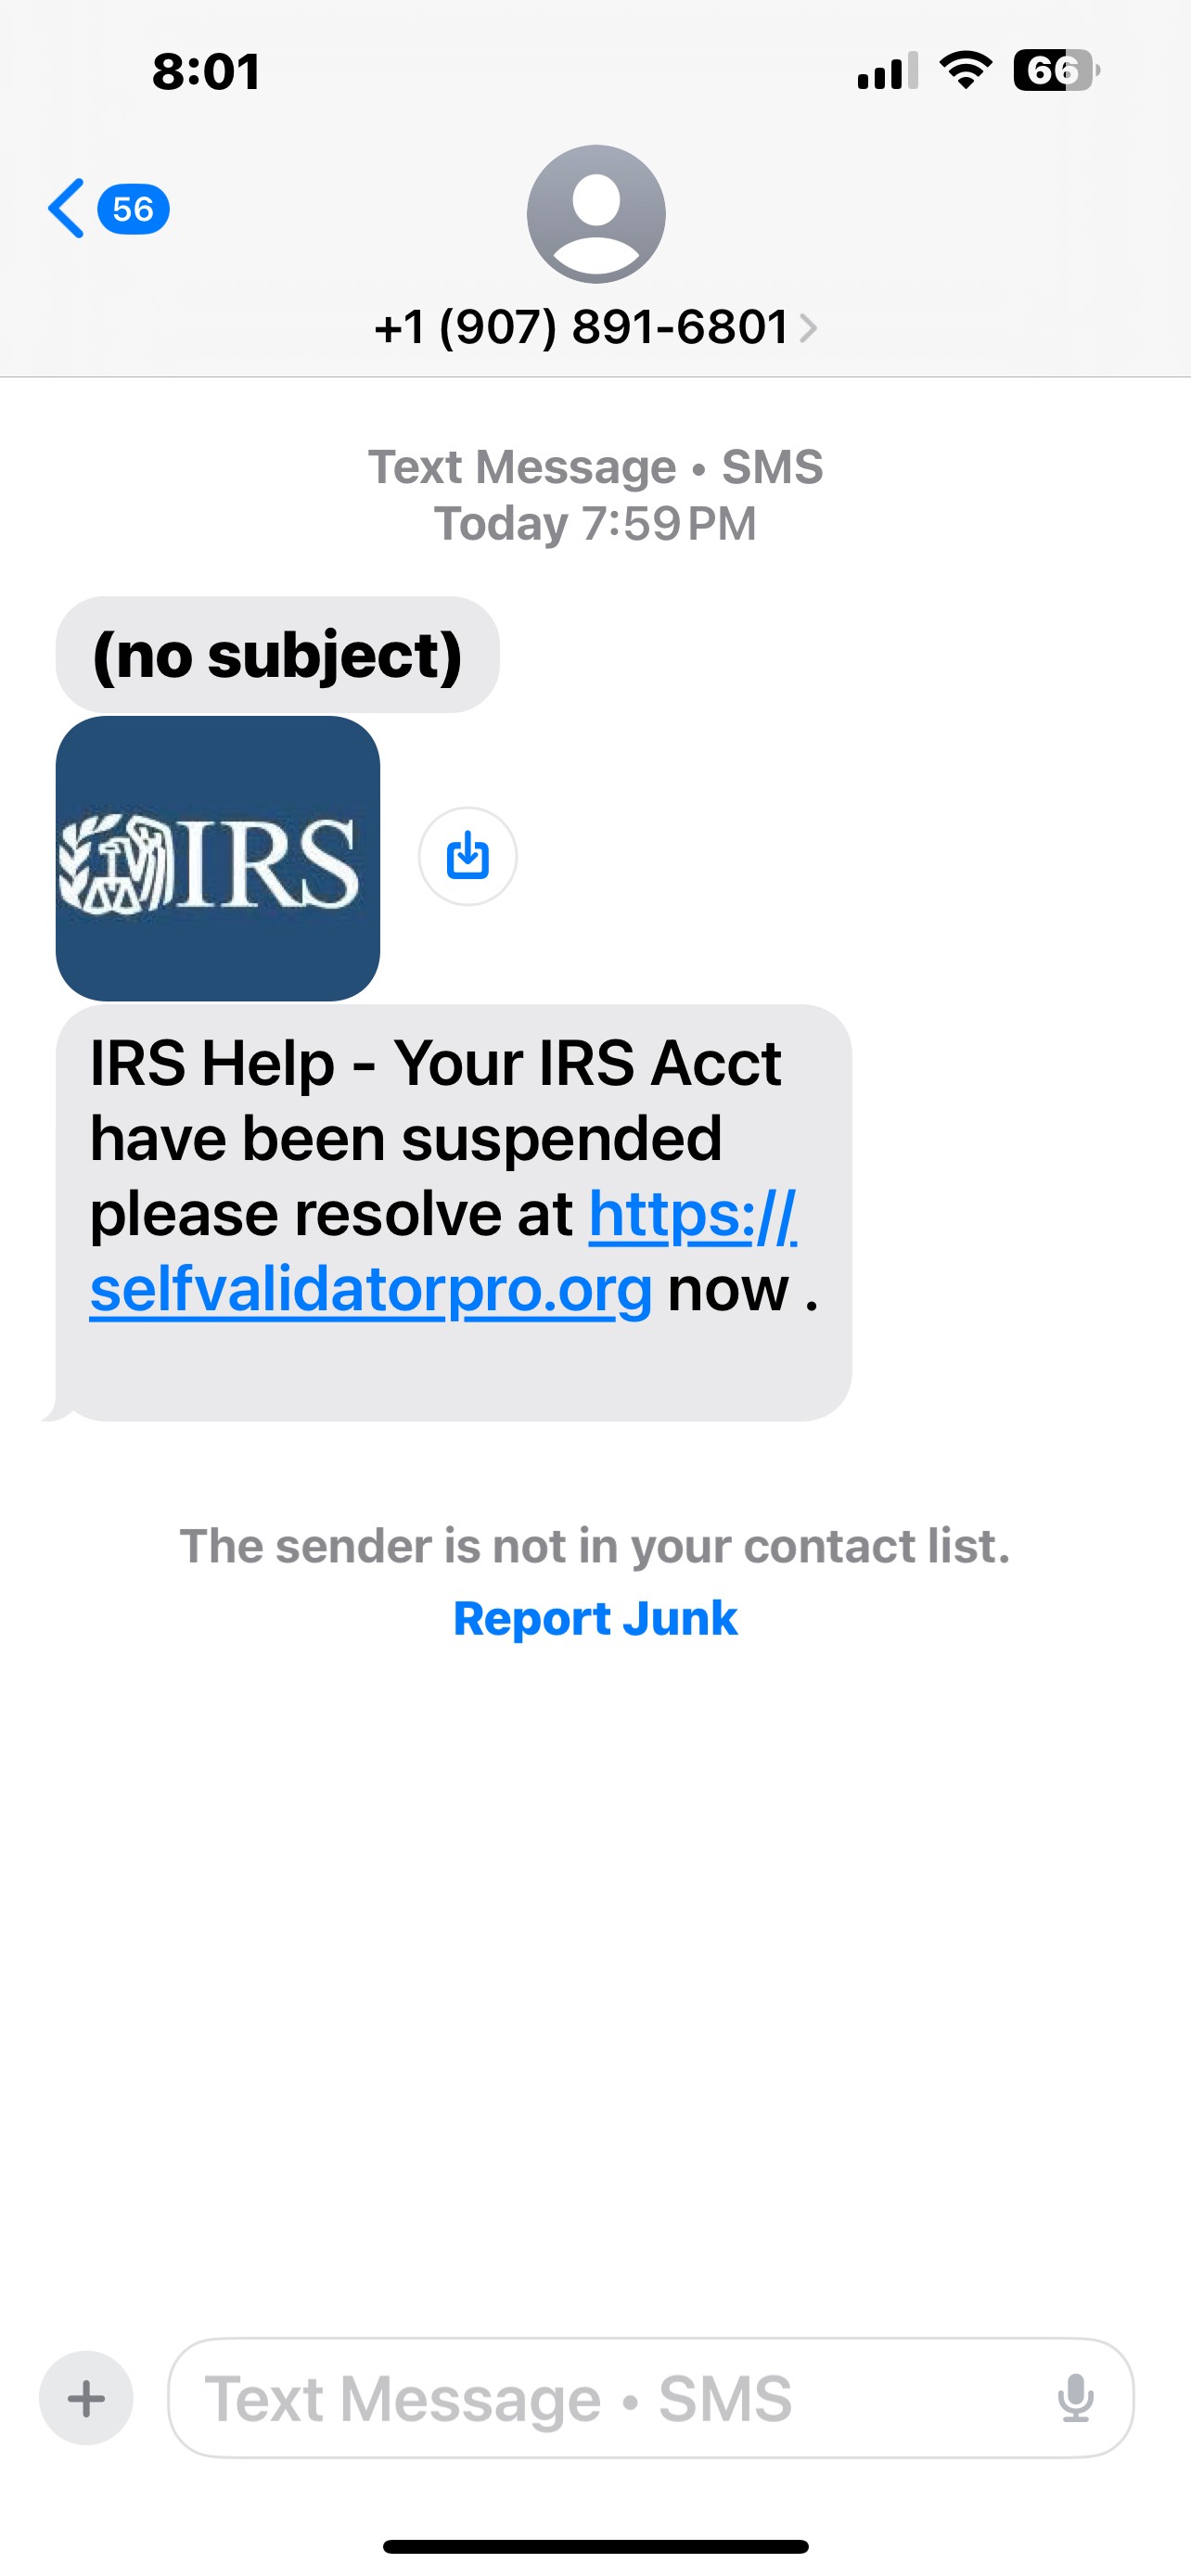 8:01
66
56
+1 (907) 891-6801
Text Message • SMS
Today 7:59 PM
(no subject)
IRS
IRS Help - Your IRS Acct
have been suspended
please resolve at https://
selfvalidatorpro.org now .
The sender is not in your contact list.
Report Junk
Text Message • SMS